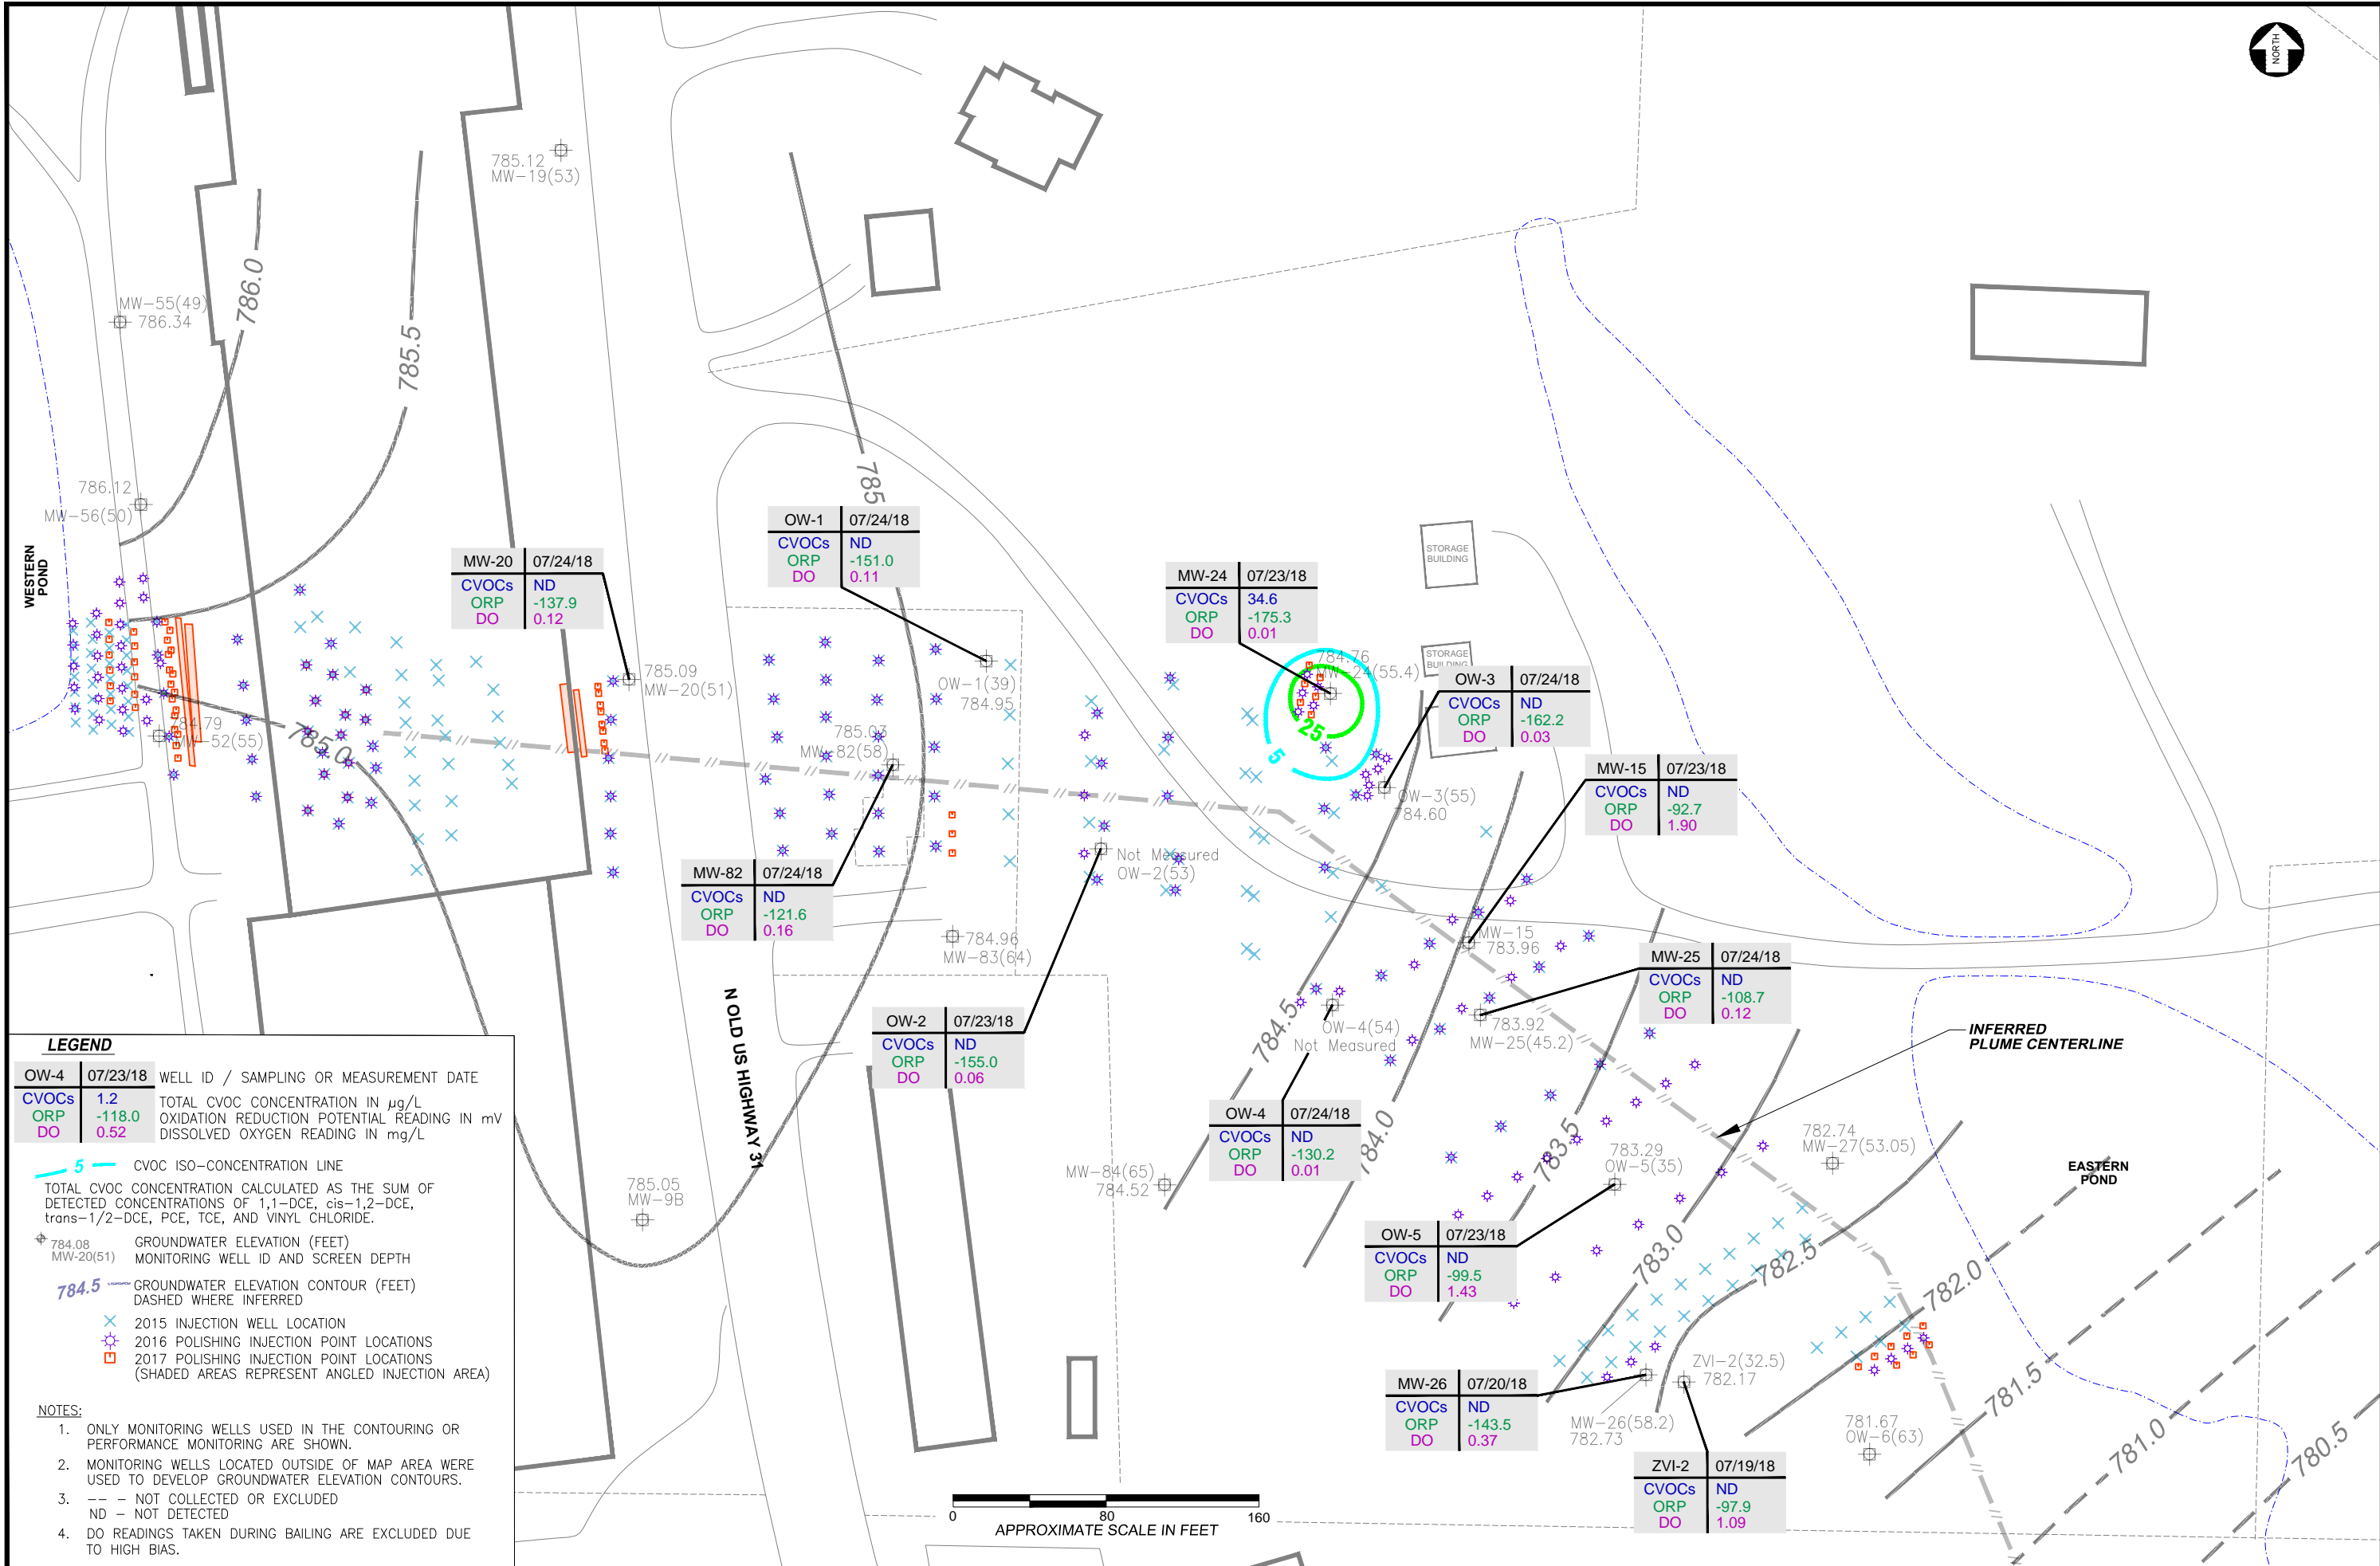 NORTH
785.12
MW-19(53)
786.0
785.5
MW-55(49)
786.34
785
786.12
MW-56(50)
WESTERN
POND
MW-20 07/24/18
CVOCs ND
ORP -137.9
DO 0.12
OW-1 07/24/18
CVOCs ND
ORP -151.0
DO 0.11
MW-24 07/23/18
CVOCs 34.6
ORP -175.3
DO 0.01
STORAGE
BUILDING
STORAGE
BUILDING
785.09
MW-20(51)
OW-1(39)
784.95
784.76
MW-24(55.4)
25
5
OW-3 07/24/18
CVOCs ND
ORP -162.2
DO 0.03
784.79
MW-52(55)
785.0
785.03
MW-82(58)
OW-3(55)
784.60
MW-15 07/23/18
CVOCs ND
ORP -92.7
DO 1.90
MW-82 07/24/18
CVOCs ND
ORP -121.6
DO 0.16
Not Measured
OW-2(53)
784.96
MW-83(64)
MW-15
783.96
MW-25 07/24/18
CVOCs ND
ORP -108.7
DO 0.12
N OLD US HIGHWAY 31
OW-2 07/23/18
CVOCs ND
ORP -155.0
DO 0.06
784.5
OW-4(54)
Not Measured
783.92
MW-25(45.2)
INFERRED
PLUME CENTERLINE
OW-4 07/24/18
CVOCs ND
ORP -130.2
DO 0.01
784.0
783.5
783.29
OW-5(35)
782.74
MW-27(53.05)
EASTERN
POND
MW-84(65)
784.52
785.05
MW-9B
OW-5 07/23/18
CVOCs ND
ORP -99.5
DO 1.43
783.0
782.5
782.0
781.5
781.0
780.5
MW-26 07/20/18
CVOCs ND
ORP -143.5
DO 0.37
ZVI-2(32.5)
782.17
MW-26(58.2)
782.73
781.67
OW-6(63)
ZVI-2 07/19/18
CVOCs ND
ORP -97.9
DO 1.09
0 80 160
APPROXIMATE SCALE IN FEET
LEGEND
OW-4 07/23/18 WELL ID / SAMPLING OR MEASUREMENT DATE
CVOCs 1.2 TOTAL CVOC CONCENTRATION IN µg/L
ORP -118.0 OXIDATION REDUCTION POTENTIAL READING IN mV
DO 0.52 DISSOLVED OXYGEN READING IN mg/L
5 CVOC ISO-CONCENTRATION LINE
TOTAL CVOC CONCENTRATION CALCULATED AS THE SUM OF
DETECTED CONCENTRATIONS OF 1,1-DCE, cis-1,2-DCE,
trans-1/2-DCE, PCE, TCE, AND VINYL CHLORIDE.
784.08 GROUNDWATER ELEVATION (FEET)
MW-20(51) MONITORING WELL ID AND SCREEN DEPTH
784.5 GROUNDWATER ELEVATION CONTOUR (FEET)
DASHED WHERE INFERRED
2015 INJECTION WELL LOCATION
2016 POLISHING INJECTION POINT LOCATIONS
2017 POLISHING INJECTION POINT LOCATIONS
(SHADED AREAS REPRESENT ANGLED INJECTION AREA)
NOTES:
1. ONLY MONITORING WELLS USED IN THE CONTOURING OR
PERFORMANCE MONITORING ARE SHOWN.
2. MONITORING WELLS LOCATED OUTSIDE OF MAP AREA WERE
USED TO DEVELOP GROUNDWATER ELEVATION CONTOURS.
3. -- - NOT COLLECTED OR EXCLUDED
ND - NOT DETECTED
4. DO READINGS TAKEN DURING BAILING ARE EXCLUDED DUE
TO HIGH BIAS.